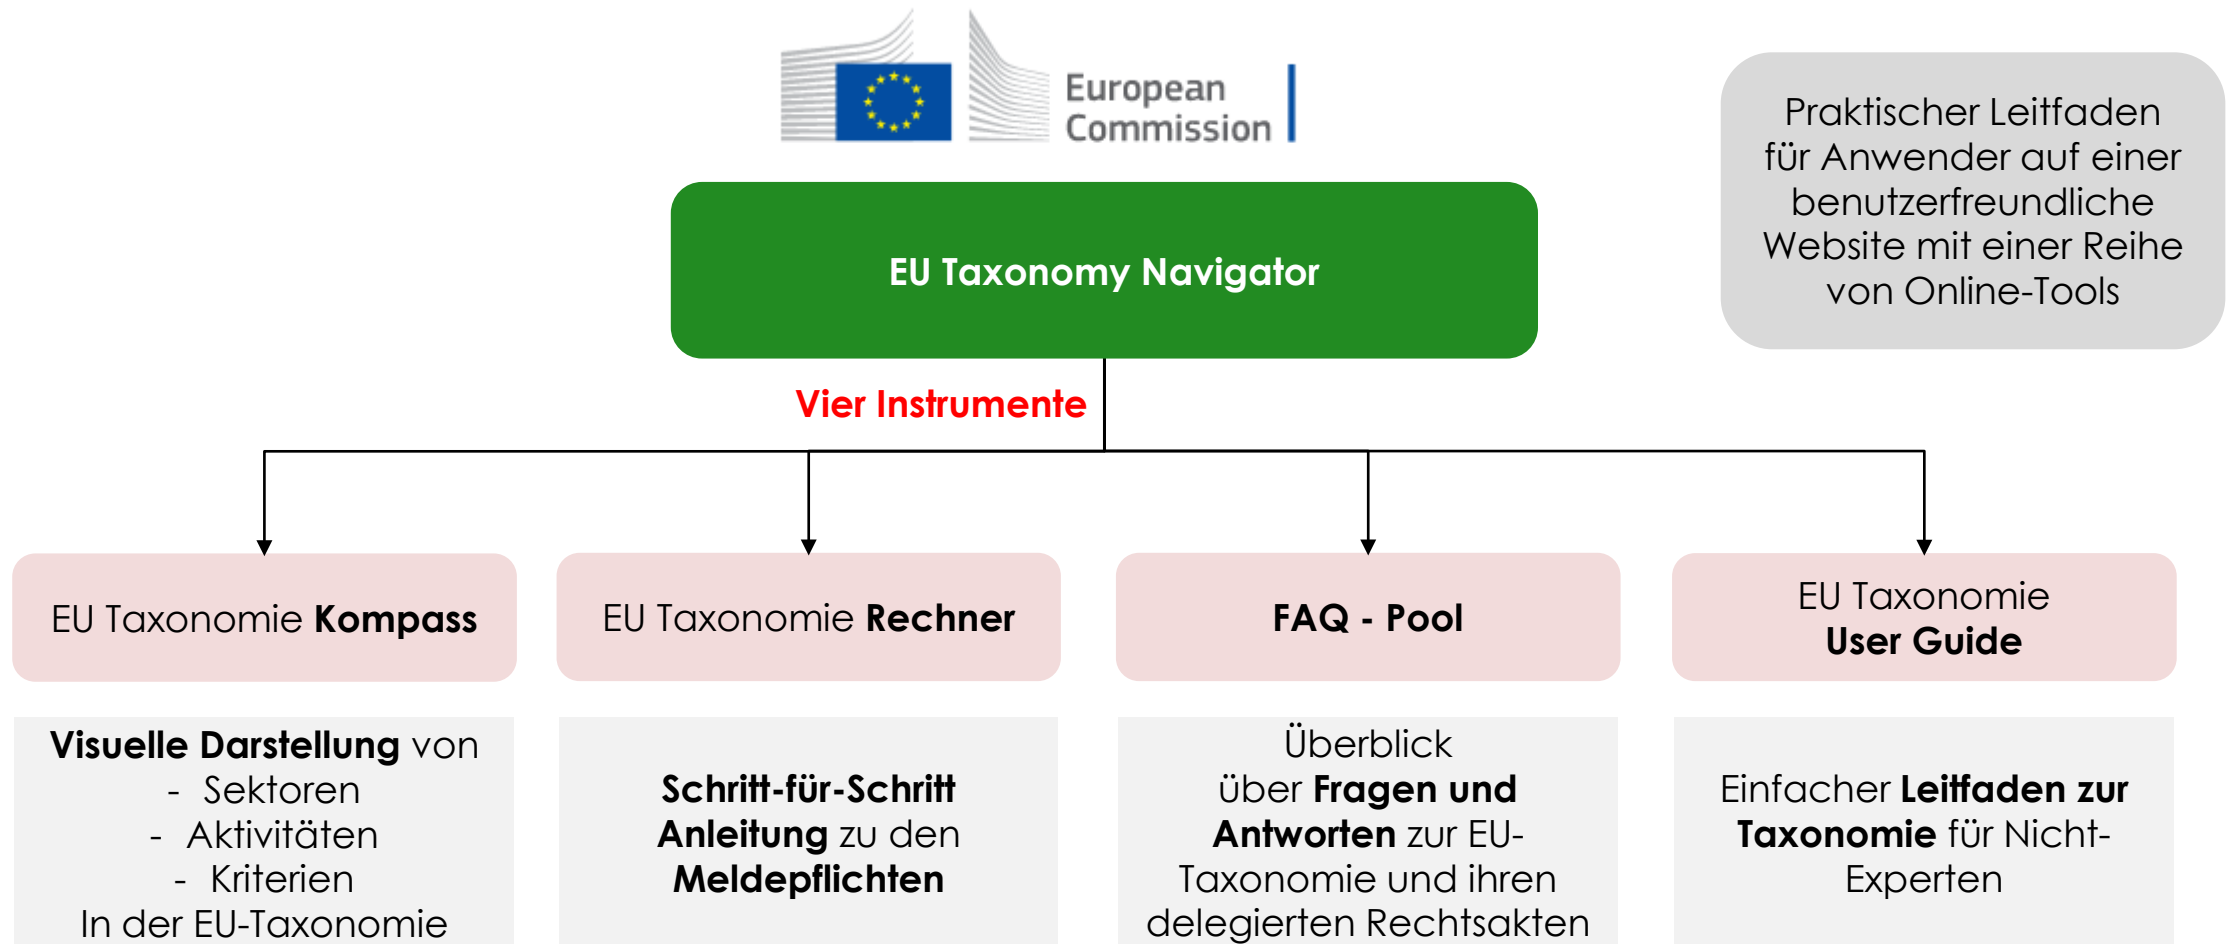 European
Commission
Praktischer Leitfaden
für Anwender auf einer
benutzerfreundliche
Website mit einer Reihe
von Online-Tools
EU Taxonomy Navigator
Vier Instrumente
EU Taxonomie Kompass
EU Taxonomie Rechner
FAQ - Pool
EU Taxonomie
User Guide
Visuelle Darstellung von
- Sektoren
- Aktivitäten
- Kriterien
In der EU-Taxonomie
Schritt-für-Schritt
Anleitung zu den
Meldepflichten
Überblick
über Fragen und
Antworten zur EU-
Taxonomie und ihren
delegierten Rechtsakten
Einfacher Leitfaden zur
Taxonomie für Nicht-
Experten